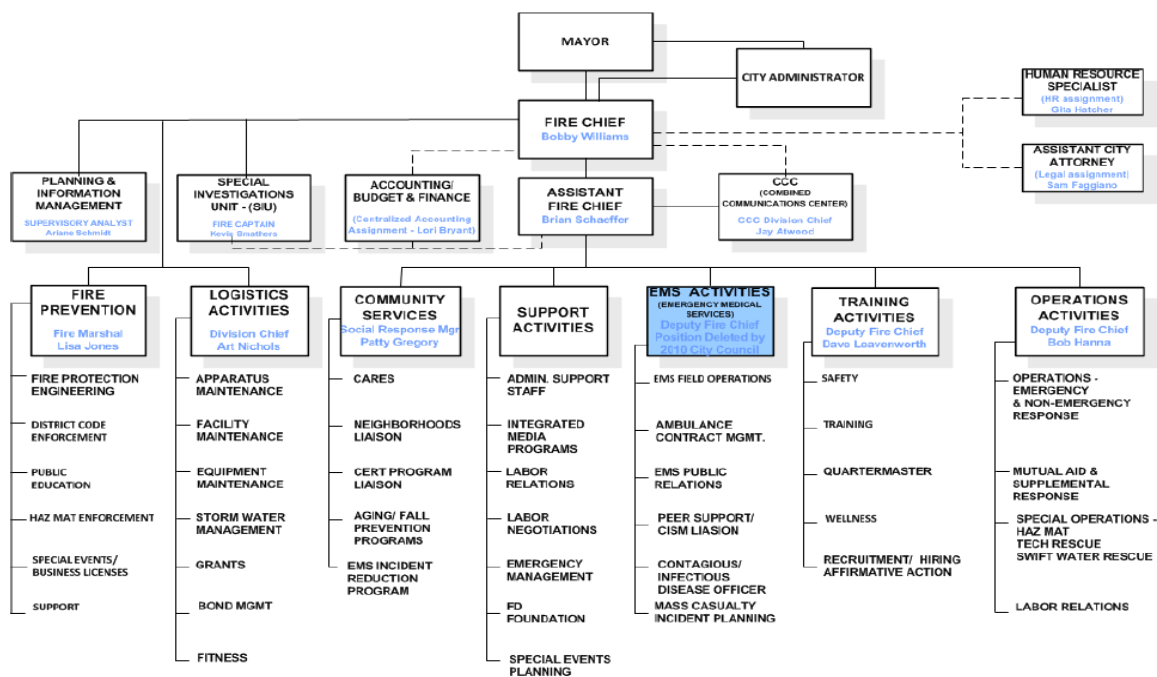 MAYOR
CITY ADMINISTRATOR
HUMAN RESOURCE
SPECIALIST
(HR assignment)
Gita Hatcher
FIRE CHIEF
Bobby Williams
ASSISTANT CITY
ATTORNEY
(Legal assignment)
Sam Faggiano
PLANNING &
INFORMATION
MANAGEMENT
SUPERVISORY ANALYST
Ariane Schmidt
SPECIAL
INVESTIGATIONS
UNIT - (SIU)
FIRE CAPTAIN
Kevin Smathers
ACCOUNTING/
BUDGET & FINANCE
(Centralized Accounting
Assignment - Lori Bryant)
ASSISTANT
FIRE CHIEF
Brian Schaeffer
CCC
(COMBINED
COMMUNICATIONS CENTER)
CCC Division Chief
Jay Atwood
FIRE
PREVENTION
Fire Marshal
Lisa Jones
LOGISTICS
ACTIVITIES
Division Chief
Art Nichols
COMMUNITY
SERVICES
Social Response Mgr
Patty Gregory
SUPPORT
ACTIVITIES
EMS ACTIVITIES
(EMERGENCY MEDICAL
SERVICES)
Deputy Fire Chief
Position Deleted by
2010 City Council
TRAINING
ACTIVITIES
Deputy Fire Chief
Dave Leavenworth
OPERATIONS
ACTIVITIES
Deputy Fire Chief
Bob Hanna
FIRE PROTECTION
ENGINEERING
DISTRICT CODE
ENFORCEMENT
PUBLIC
EDUCATION
HAZ MAT ENFORCEMENT
SPECIAL EVENTS/
BUSINESS LICENSES
SUPPORT
APPARATUS
MAINTENANCE
FACILITY
MAINTENANCE
EQUIPMENT
MAINTENANCE
STORM WATER
MANAGEMENT
GRANTS
BOND MGMT
FITNESS
CARES
NEIGHBORHOODS
LIAISON
CERT PROGRAM
LIAISON
AGING/ FALL
PREVENTION
PROGRAMS
EMS INCIDENT
REDUCTION
PROGRAM
ADMIN. SUPPORT
STAFF
INTEGRATED
MEDIA
PROGRAMS
LABOR
RELATIONS
LABOR
NEGOTIATIONS
EMERGENCY
MANAGEMENT
FD
FOUNDATION
SPECIAL EVENTS
PLANNING
EMS FIELD OPERATIONS
AMBULANCE
CONTRACT MGMT.
EMS PUBLIC
RELATIONS
PEER SUPPORT/
CISM LIASION
CONTAGIOUS/
INFECTIOUS
DISEASE OFFICER
MASS CASUALTY
INCIDENT PLANNING
SAFETY
TRAINING
QUARTERMASTER
WELLNESS
RECRUITMENT/ HIRING
AFFIRMATIVE ACTION
OPERATIONS -
EMERGENCY
& NON-EMERGENCY
RESPONSE
MUTUAL AID &
SUPPLEMENTAL
RESPONSE
SPECIAL OPERATIONS -
HAZ MAT
TECH RESCUE
SWIFT WATER RESCUE
LABOR RELATIONS